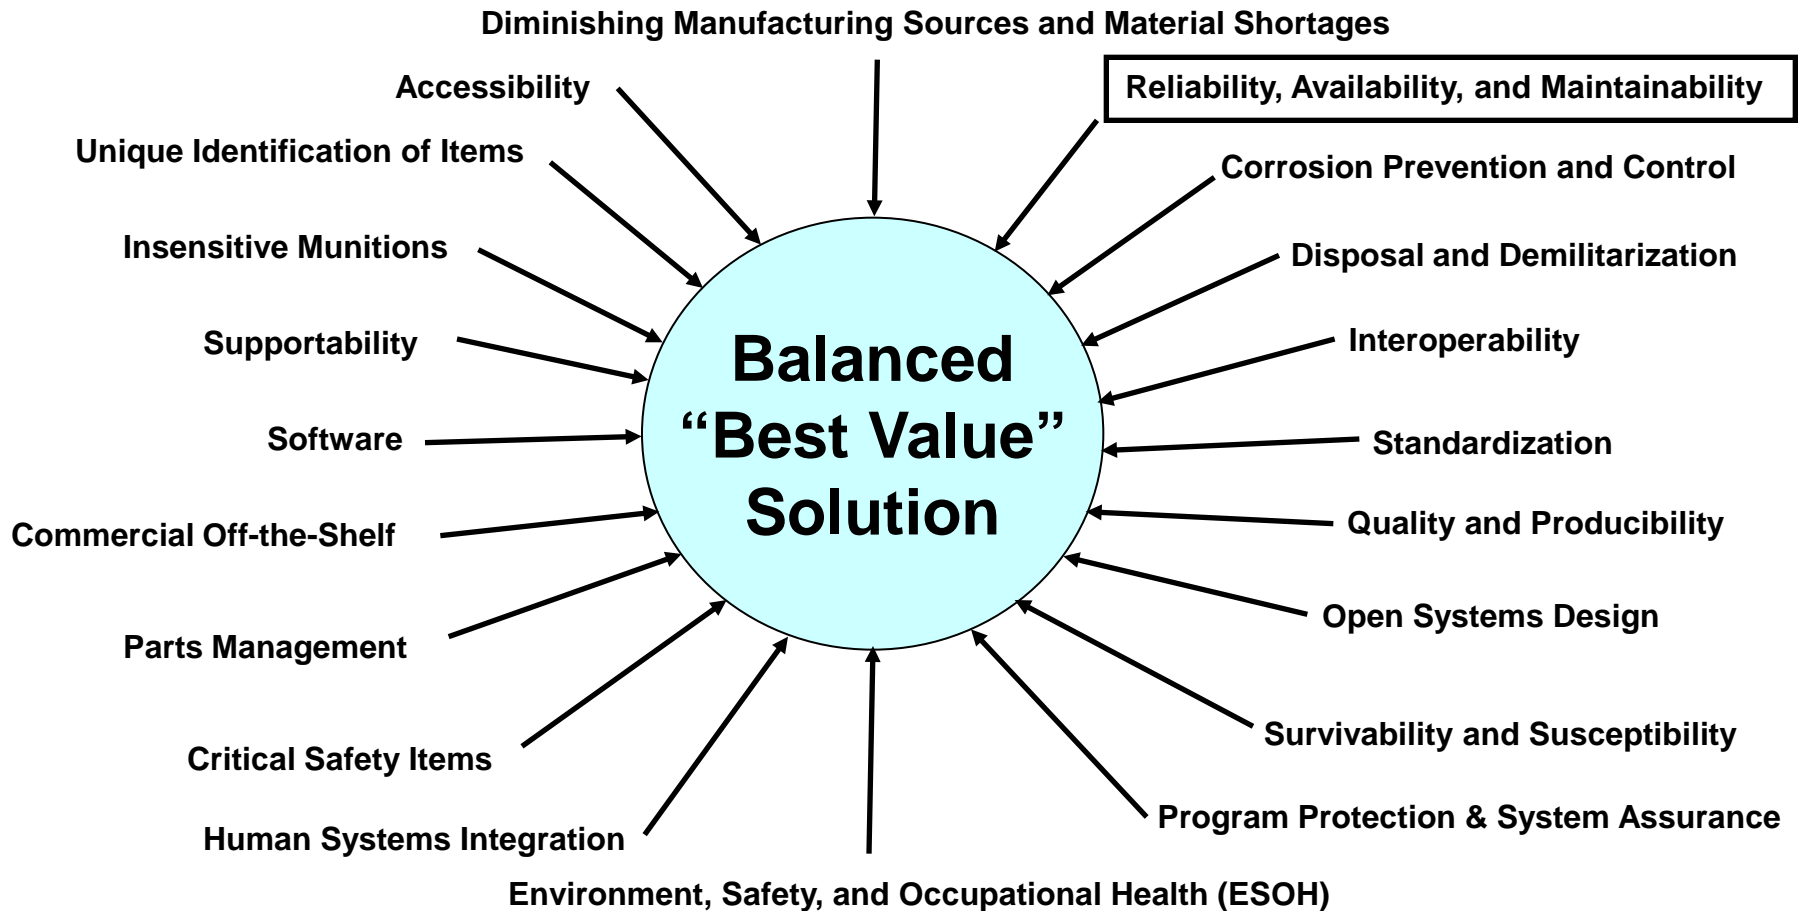 Diminishing Manufacturing Sources and Material Shortages
Accessibility
Reliability, Availability, and Maintainability
Unique Identification of Items
Corrosion Prevention and Control
Insensitive Munitions
Disposal and Demilitarization
Supportability
Interoperability
Balanced
“Best Value”
Solution
Software
Standardization
Commercial Off-the-Shelf
Quality and Producibility
Parts Management
Open Systems Design
Critical Safety Items
Survivability and Susceptibility
Human Systems Integration
Program Protection & System Assurance
Environment, Safety, and Occupational Health (ESOH)